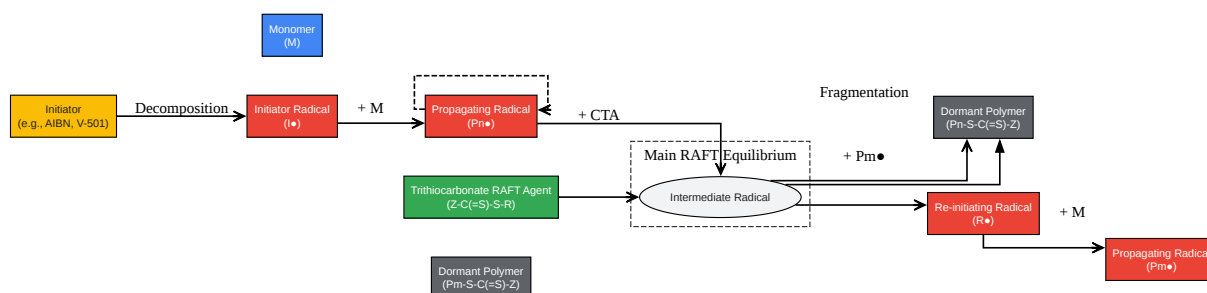 Monomer
(M)
Initiator
(e.g., AIBN, V-501)
Decomposition
Initiator Radical
(I●)
+ M
Propagating Radical
(Pn●)
+ CTA
Fragmentation
Dormant Polymer
(Pn-S-C(=S)-Z)
Main RAFT Equilibrium
+ Pm●
Trithiocarbonate RAFT Agent
(Z-C(=S)-S-R)
Intermediate Radical
Re-initiating Radical
(R●)
+ M
Propagating Radical
(Pm●)
Dormant Polymer
(Pm-S-C(=S)-Z)